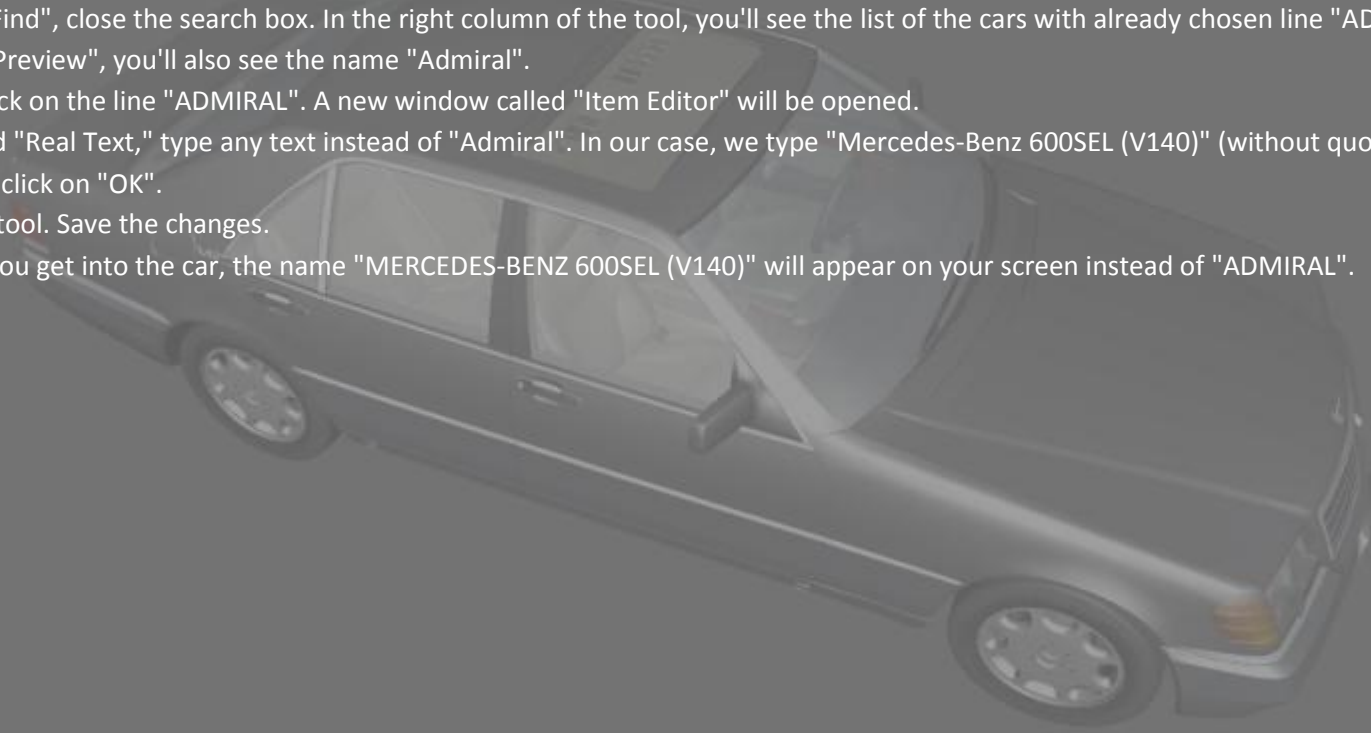 Find", close the search box. In the right column of the tool, you'll see the list of the cars with already chosen line "AD
Preview", you'll also see the name "Admiral".
ck on the line "ADMIRAL". A new window called "Item Editor" will be opened.
d "Real Text," type any text instead of "Admiral". In our case, we type "Mercedes-Benz 600SEL (V140)" (without quo
click on "OK".
tool. Save the changes.
ou get into the car, the name "MERCEDES-BENZ 600SEL (V140)" will appear on your screen instead of "ADMIRAL".